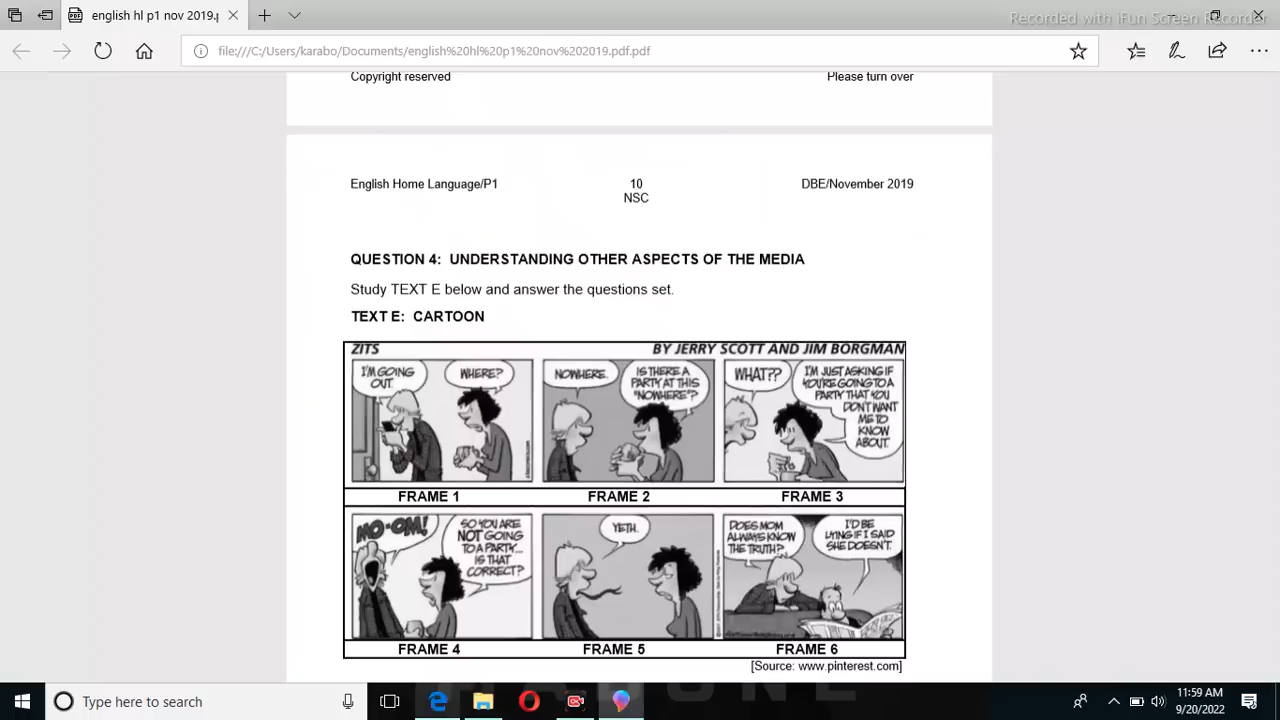 english hl p1 nov 2019.p
Recorded with iFun Screen Recorder
file:///C:/Users/karabo/Documents/english%20hl%20p1%20nov%202019.pdf.pdf
Copyright reserved Please turn over
English Home Language/P1 10 DBE/November 2019
NSC
QUESTION 4: UNDERSTANDING OTHER ASPECTS OF THE MEDIA
Study TEXT E below and answer the questions set.
TEXT E: CARTOON
ZITS BY JERRY SCOTT AND JIM BORGMAN
I'M GOING
OUT.
WHERE?
NOWHERE.
IS THERE A
PARTY AT THIS
"NOWHERE"?
WHAT??
I'M JUST ASKING IF
YOU'RE GOING TO A
PARTY THAT YOU
DON'T WANT
ME TO
KNOW
ABOUT.
FRAME 1 FRAME 2 FRAME 3
MO-OM!
SO YOU ARE
NOT GOING
TO A PARTY...
IS THAT
CORRECT?
YETH.
DOES MOM
ALWAYS KNOW
THE TRUTH?
I'D BE
LYING IF I SAID
SHE DOESN'T.
FRAME 4 FRAME 5 FRAME 6
[Source: www.pinterest.com]
Type here to search
11:59 AM
9/20/2022